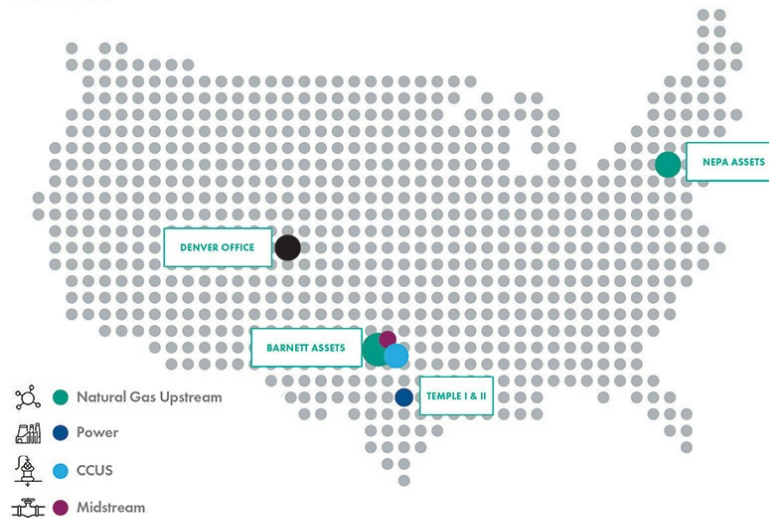 NEPA ASSETS
DENVER OFFICE
BARNETT ASSETS
TEMPLE I & II
Natural Gas Upstream
Power
CCUS
Midstream